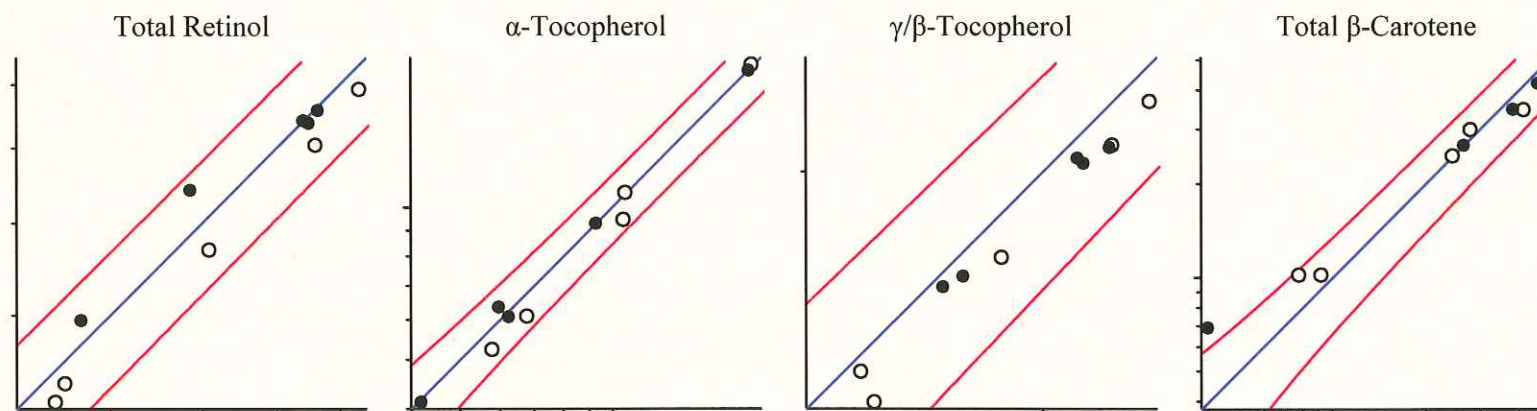 Total Retinol
α-Tocopherol
γ/β-Tocopherol
Total β-Carotene